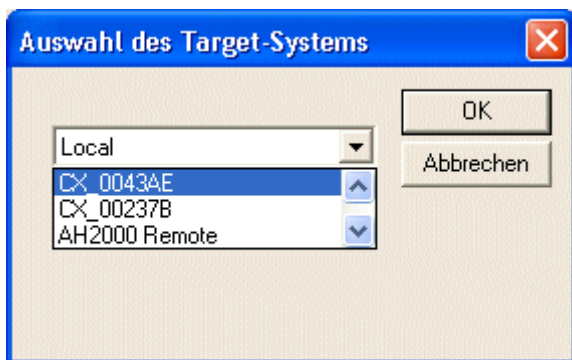 Auswahl des Target-Systems
OK
Local
Abbrechen
CX_0043AE
CX_00237B
AH2000 Remote